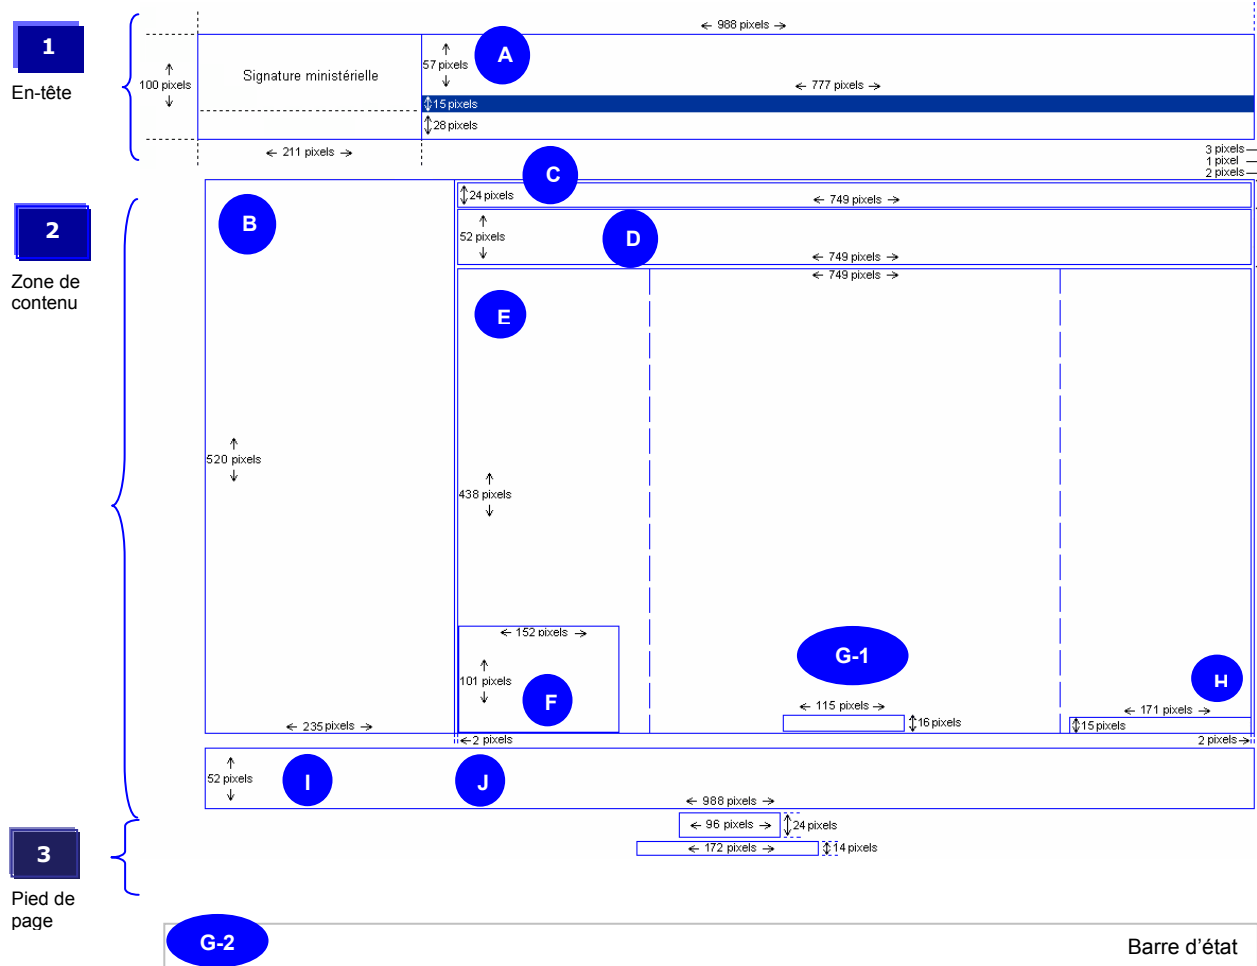 1
En-tête
← 988 pixels →
A
57 pixels
100 pixels
Signature ministérielle
← 777 pixels →
15 pixels
28 pixels
← 211 pixels →
3 pixels
1 pixel
2 pixels
2
Zone de
contenu
B
C
24 pixels
← 749 pixels →
52 pixels
D
← 749 pixels →
← 749 pixels →
E
520 pixels
438 pixels
← 152 pixels →
101 pixels
F
G-1
← 115 pixels →
16 pixels
H
← 171 pixels →
15 pixels
← 235 pixels →
← 2 pixels
2 pixels →
52 pixels
I
J
← 988 pixels →
← 96 pixels →
24 pixels
← 172 pixels →
14 pixels
3
Pied de
page
G-2
Barre d’état